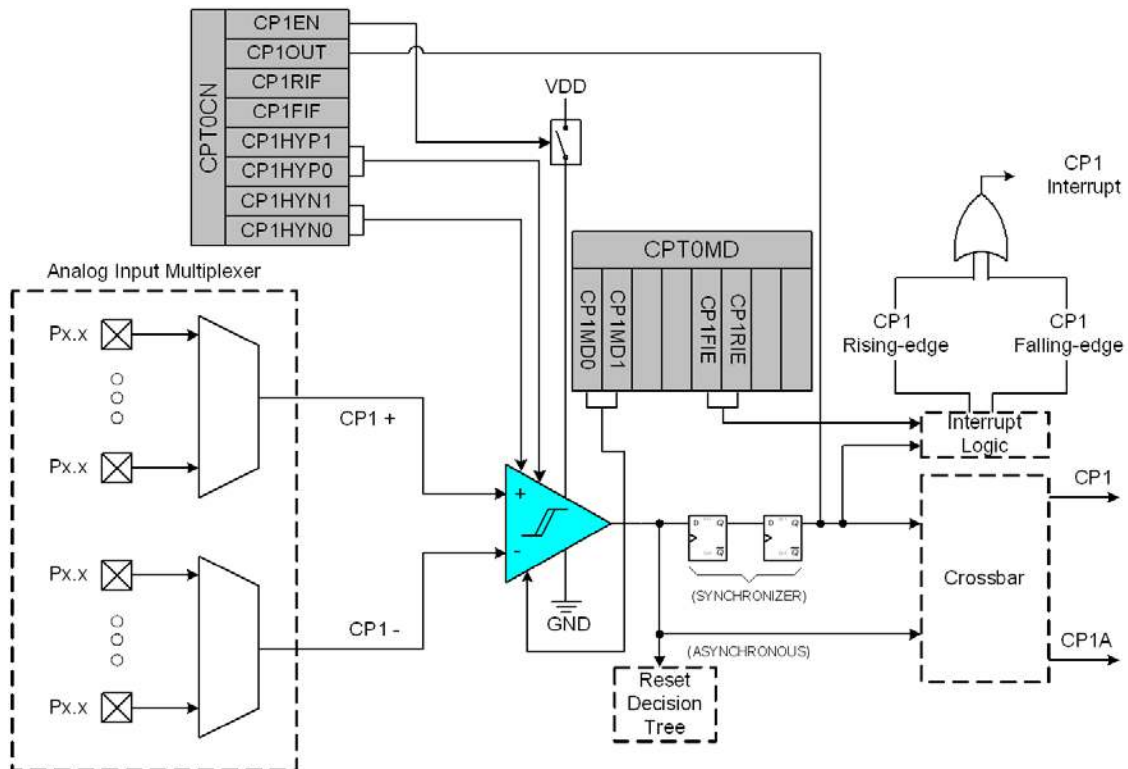 CPT0CN
CP1EN
CP1OUT
CP1RIF
CP1FIF
CP1HYP1
CP1HYP0
CP1HYN1
CP1HYN0
VDD
CP1
Interrupt
CPT0MD
CP1MD0
CP1MD1
CP1FIE
CP1RIE
CP1
Rising-edge
CP1
Falling-edge
Interrupt
Logic
Analog Input Multiplexer
Px.x
Px.x
CP1 +
Px.x
Px.x
CP1 -
+
-
GND
D
Q
Q
D
Q
Q
(SYNCHRONIZER)
(ASYNCHRONOUS)
Reset
Decision
Tree
Crossbar
CP1
CP1A